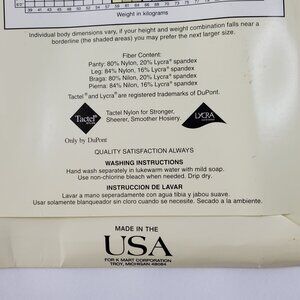 Weight in kilograms
Individual body dimensions vary, if your height and weight combination falls near a
borderline (the shaded areas) you may prefer the next larger size.
Fiber Content:
Panty: 80% Nylon, 20% Lycra® spandex
Leg: 84% Nylon, 16% Lycra® spandex
Braga: 80% Nilon, 20% Lycra® spandex
Pierna: 84% Nilon, 16% Lycra® spandex
Tactel® and Lycra® are registered trademarks of DuPont.
Tactel
Tactel Nylon for Stronger,
Sheerer, Smoother Hosiery.
LYCRA
Only by DuPont
QUALITY SATISFACTION ALWAYS
WASHING INSTRUCTIONS
Hand wash separately in lukewarm water with mild soap.
Use non-chlorine bleach when needed. Drip dry.
INSTRUCCION DE LAVAR
Lavar a mano seperadamente con agua tibia y jabou suave.
Usar solamente blanqueador sin cloro cuando se necesite. Secado a la ambiente.
MADE IN THE
USA
FOR K MART CORPORATION
TROY, MICHIGAN 48084